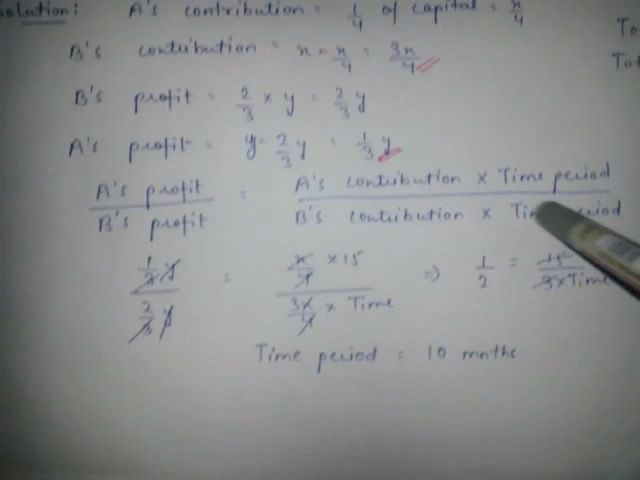 Solution: A's contribution = 1/4 of capital = x/4
B's contribution = x - x/4 = 3x/4
B's profit = 2/3 x y = 2/3 y
A's profit = y - 2/3 y = 1/3 y
A's profit / B's profit = A's contribution x Time period / B's contribution x Time period
1/3 y / 2/3 y = x/4 x 15 / 3x/4 x Time => 1/2 = 15 / 3 x Time
Time period = 10 mnths